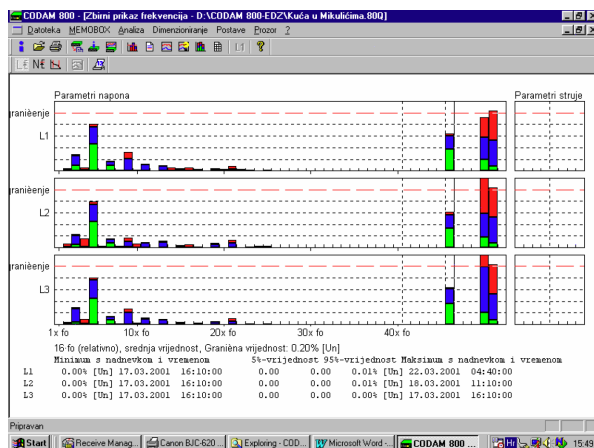 CODAM 800 - [Zbirni prikaz frekvencija - D:\CODAM 800-EDZ\Kuća u Mikulićima.80Q]
Datoteka MEMOBOX Analiza Dimenzioniranje Postave Prozor ?
L1
Lf Nf
Parametri napona Parametri struje
granièenje
L1
granièenje
L2
granièenje
L3
1x fo 10x fo 20x fo 30x fo 40x fo
16·fo (relativno), srednja vrijednost, Granièna vrijednost: 0.20% [Un]
Minimum s nadnevkom i vremenom 5%-vrijednost 95%-vrijednost Maksimum s nadnevkom i vremenom
L1 0.00% [Un] 17.03.2001 16:10:00 0.00 0.00 0.01% [Un] 22.03.2001 04:40:00
L2 0.00% [Un] 17.03.2001 16:10:00 0.00 0.00 0.01% [Un] 18.03.2001 11:10:00
L3 0.00% [Un] 17.03.2001 16:10:00 0.00 0.00 0.00% [Un] 17.03.2001 16:10:00
Pripravan
Start Receive Manag... Canon BJC-620 ... Exploring - COD... Microsoft Word -... CODAM 800 ... Hr 15:49